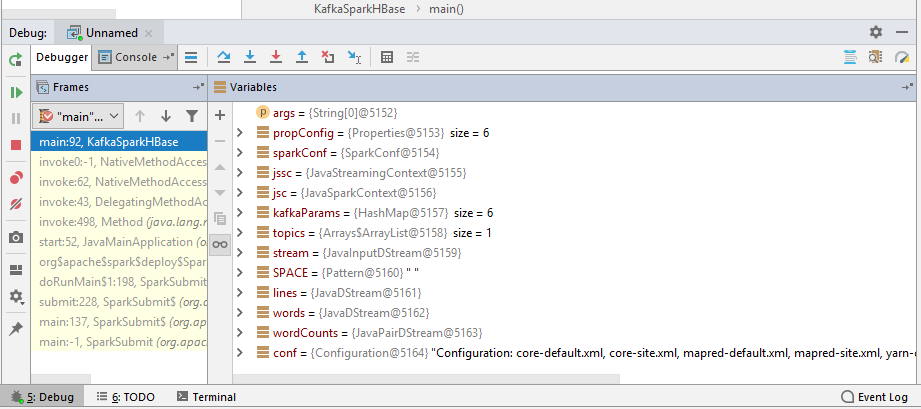 KafkaSparkHBase > main()
Debug: Unnamed ×
Debugger Console
Frames
"main"...
main:92, KafkaSparkHBase
invoke0:-1, NativeMethodAcces
invoke:62, NativeMethodAccess
invoke:43, DelegatingMethodAc
invoke:498, Method (java.lang.r
start:52, JavaMainApplication (o
org$apache$spark$deploy$Spar
doRunMain$1:198, SparkSubmit
submit:228, SparkSubmit$ (org.a
main:137, SparkSubmit$ (org.ap
main:-1, SparkSubmit (org.apac
Variables
p args = {String[0]@5152}
propConfig = {Properties@5153} size = 6
sparkConf = {SparkConf@5154}
jssc = {JavaStreamingContext@5155}
jsc = {JavaSparkContext@5156}
kafkaParams = {HashMap@5157} size = 6
topics = {Arrays$ArrayList@5158} size = 1
stream = {JavaInputDStream@5159}
SPACE = {Pattern@5160} " "
lines = {JavaDStream@5161}
words = {JavaDStream@5162}
wordCounts = {JavaPairDStream@5163}
conf = {Configuration@5164} "Configuration: core-default.xml, core-site.xml, mapred-default.xml, mapred-site.xml, yarn-
5: Debug 6: TODO Terminal Event Log